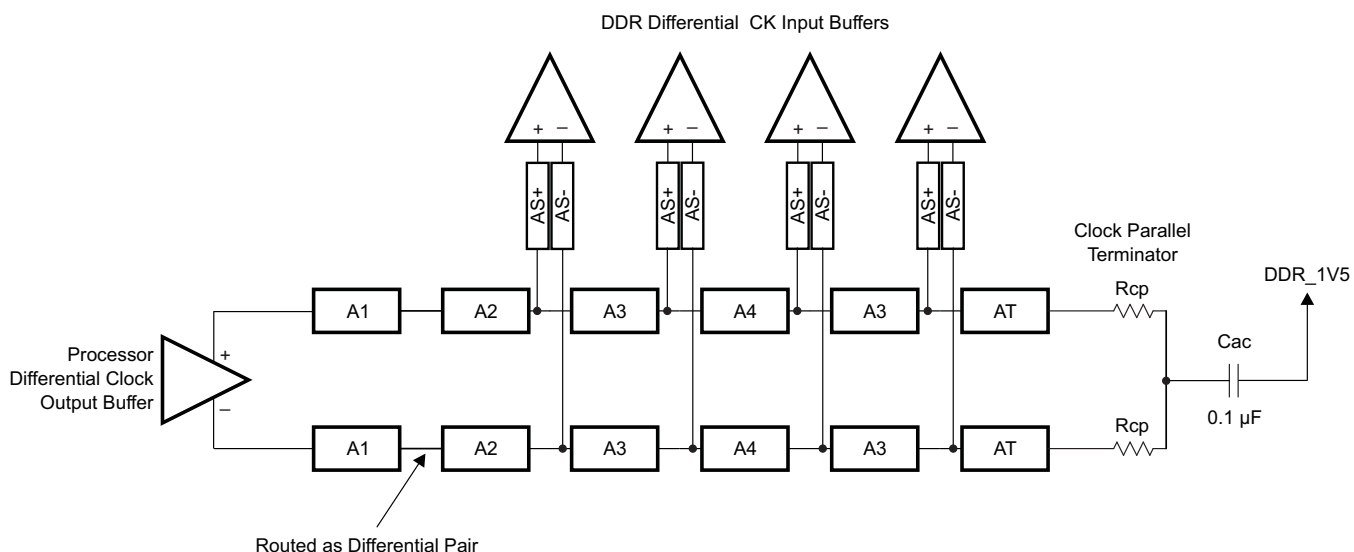 DDR Differential CK Input Buffers
+ –
+ –
+ –
+ –
AS+
AS-
AS+
AS-
AS+
AS-
AS+
AS-
Clock Parallel
Terminator
DDR_1V5
A1
A2
A3
A4
A3
AT
Rcp
Processor
Differential Clock
Output Buffer
+
–
Cac
0.1 µF
A1
A2
A3
A4
A3
AT
Rcp
Routed as Differential Pair